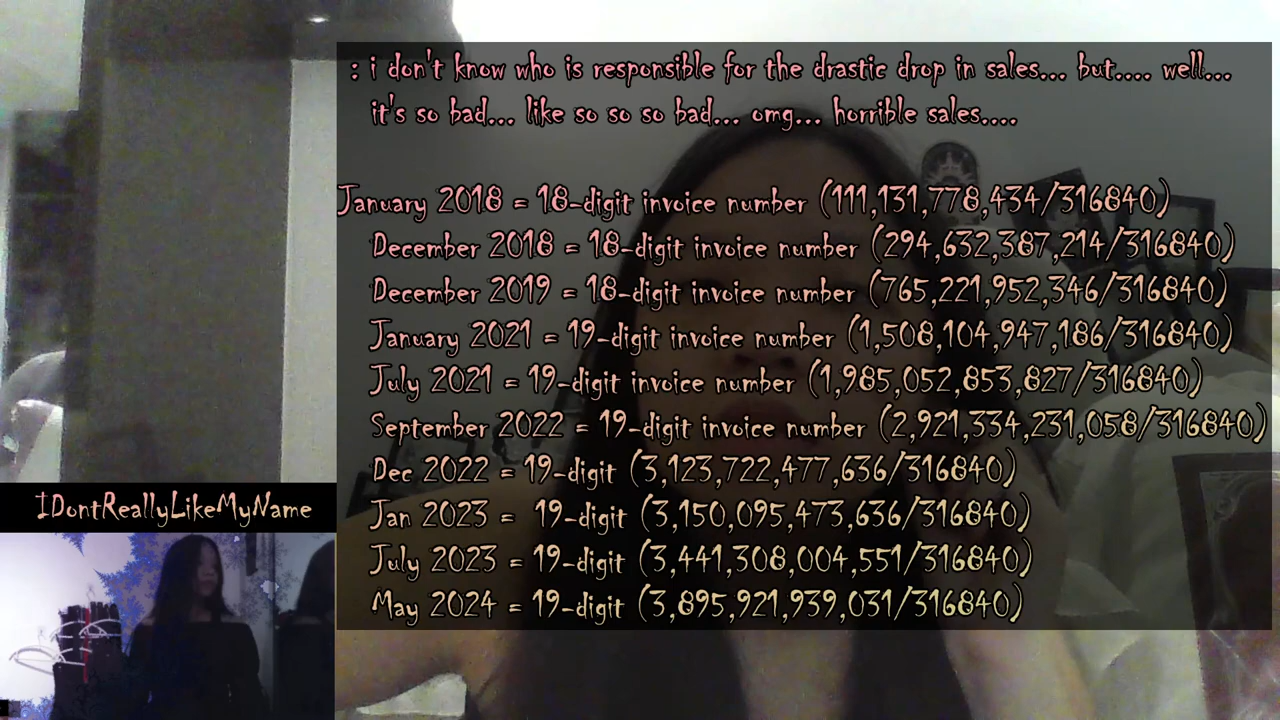 : i don't know who is responsible for the drastic drop in sales... but.... well...
it's so bad... like so so so bad... omg... horrible sales....
January 2018 = 18-digit invoice number (111,131,778,434/316840)
December 2018 = 18-digit invoice number (294,632,387,214/316840)
December 2019 = 18-digit invoice number (765,221,952,346/316840)
January 2021 = 19-digit invoice number (1,508,104,947,186/316840)
July 2021 = 19-digit invoice number (1,985,052,853,827/316840)
September 2022 = 19-digit invoice number (2,921,334,231,058/316840)
Dec 2022 = 19-digit (3,123,722,477,636/316840)
Jan 2023 =  19-digit (3,150,095,473,636/316840)
July 2023 = 19-digit (3,441,308,004,551/316840)
May 2024 = 19-digit (3,895,921,939,031/316840)
IDontReallyLikeMyName